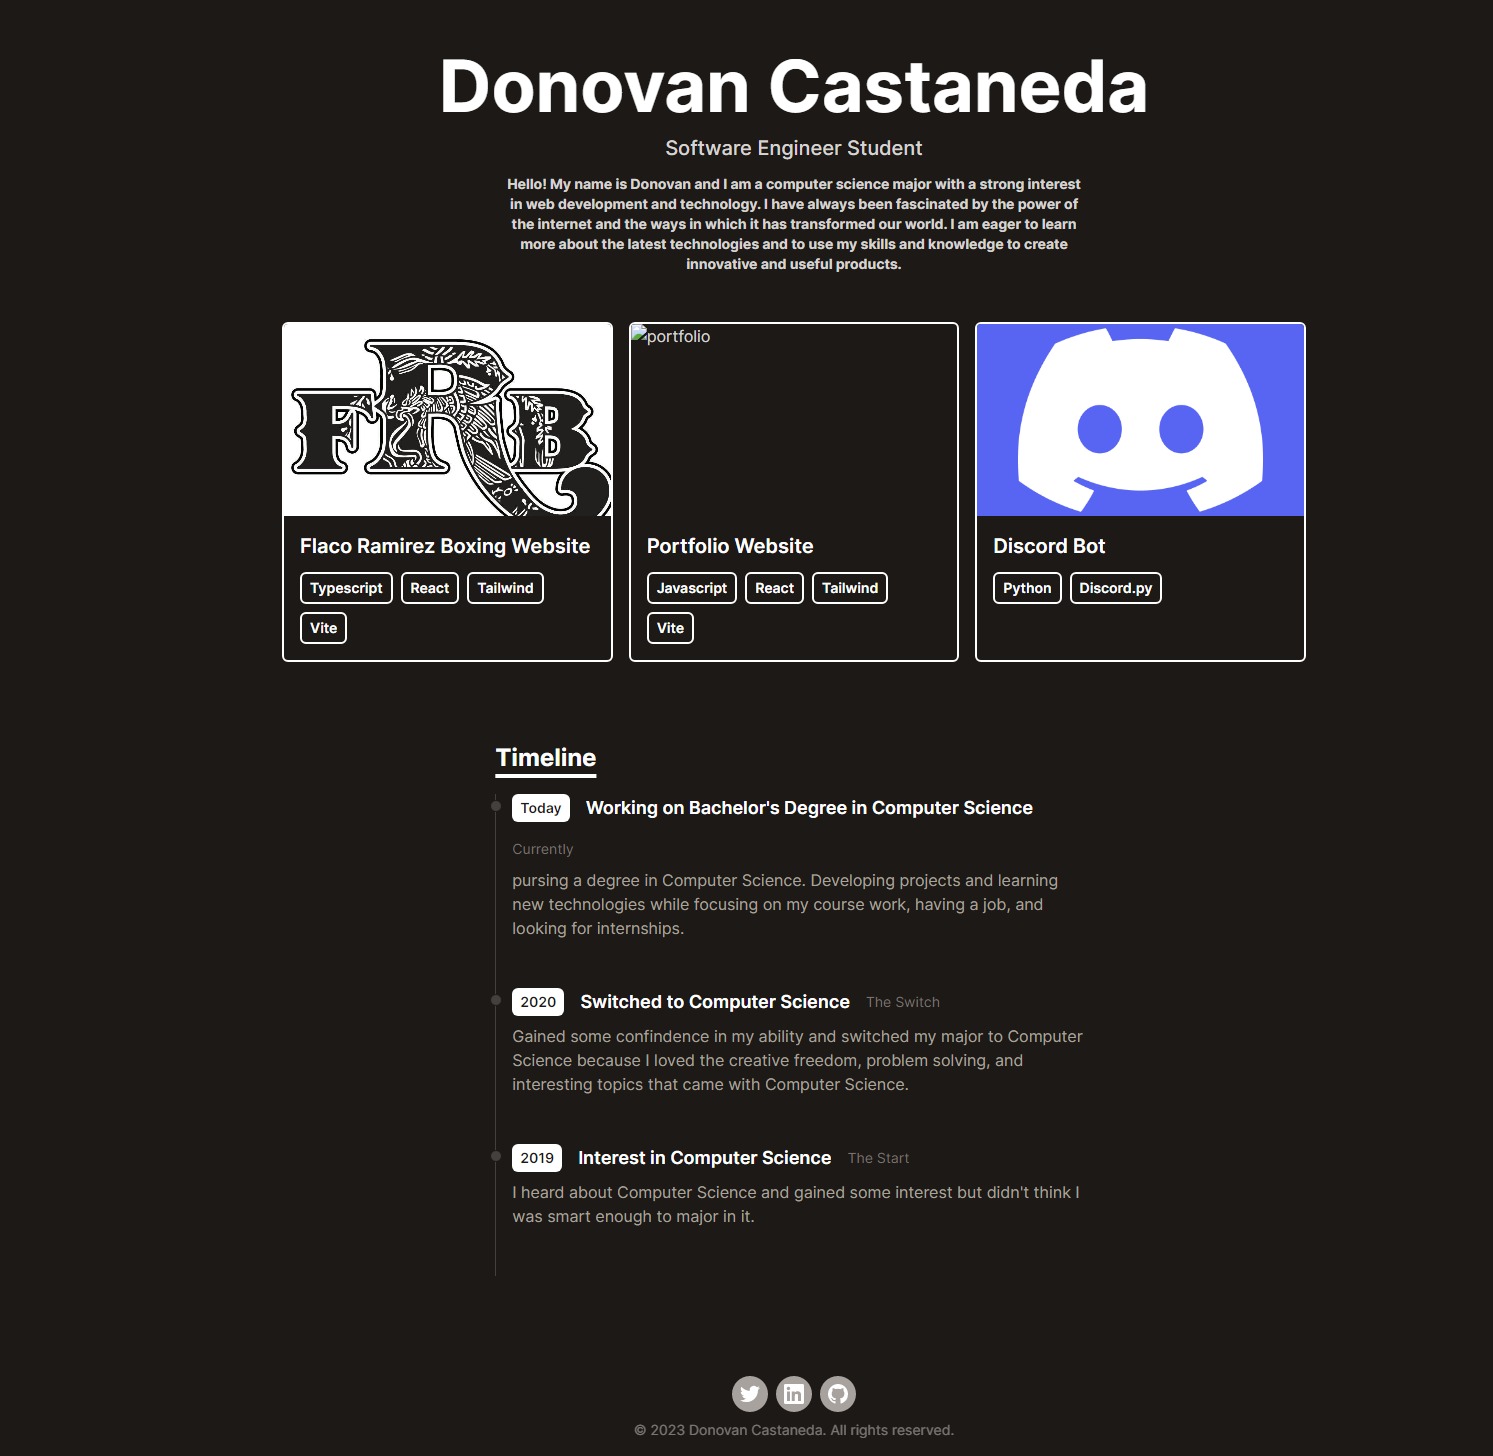 Donovan Castaneda
Software Engineer Student
Hello! My name is Donovan and I am a computer science major with a strong interest
in web development and technology. I have always been fascinated by the power of
the internet and the ways in which it has transformed our world. I am eager to learn
more about the latest technologies and to use my skills and knowledge to create
innovative and useful products.
FRB
portfolio
Flaco Ramirez Boxing Website
Typescript React Tailwind
Vite
Portfolio Website
Javascript React Tailwind
Vite
Discord Bot
Python Discord.py
Timeline
Today Working on Bachelor's Degree in Computer Science
Currently
pursing a degree in Computer Science. Developing projects and learning
new technologies while focusing on my course work, having a job, and
looking for internships.
2020 Switched to Computer Science The Switch
Gained some confindence in my ability and switched my major to Computer
Science because I loved the creative freedom, problem solving, and
interesting topics that came with Computer Science.
2019 Interest in Computer Science The Start
I heard about Computer Science and gained some interest but didn't think I
was smart enough to major in it.
in
© 2023 Donovan Castaneda. All rights reserved.